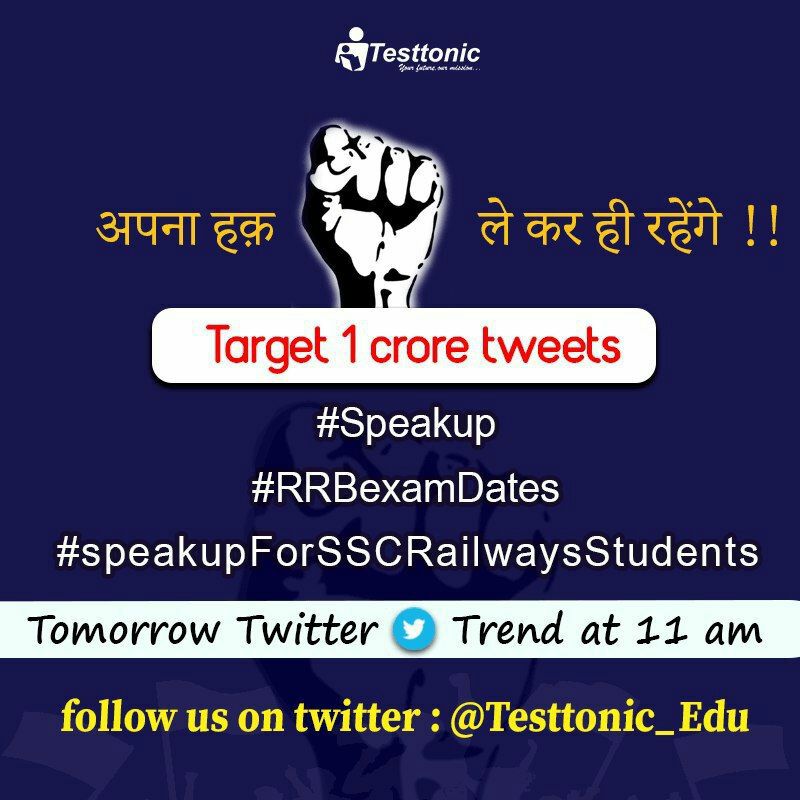 Testtonic
Your future, our mission...
अपना हक़ ले कर ही रहेंगे !!
Target 1 crore tweets
#Speakup
#RRBexamDates
#speakupForSSCRailwaysStudents
Tomorrow Twitter Trend at 11 am
follow us on twitter : @Testtonic_Edu